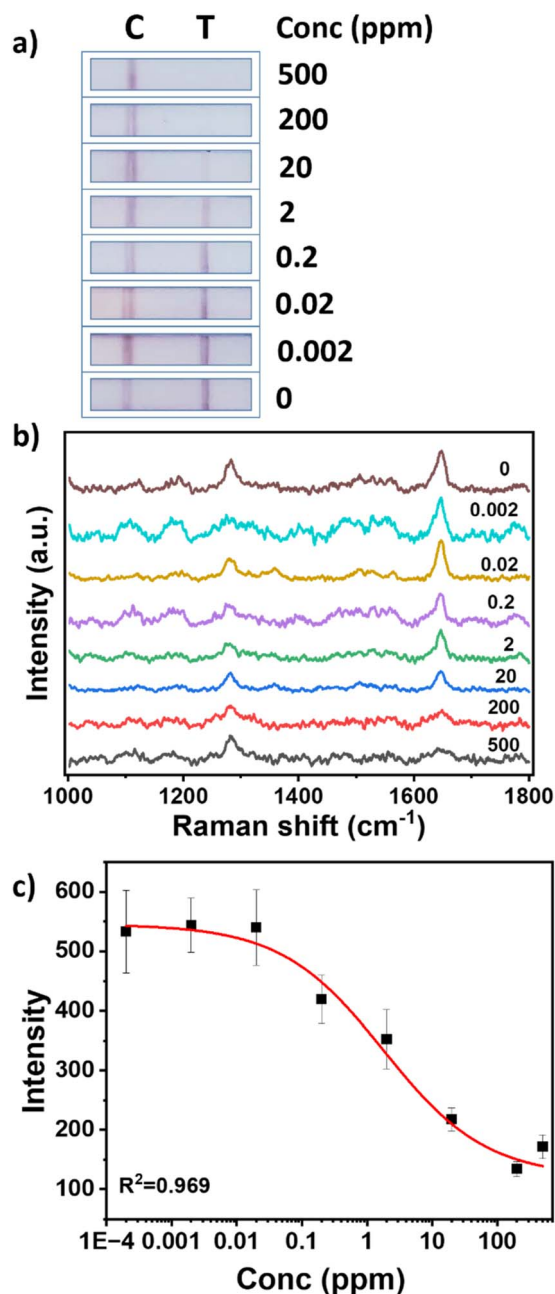 a)
C T Conc (ppm)
500
200
20
2
0.2
0.02
0.002
0
b)
Intensity (a.u.)
0
0.002
0.02
0.2
2
20
200
500
1000 1200 1400 1600 1800
Raman shift (cm⁻¹)
c)
Intensity
600
500
400
300
200
100
R²=0.969
1E−4 0.001 0.01 0.1 1 10 100
Conc (ppm)